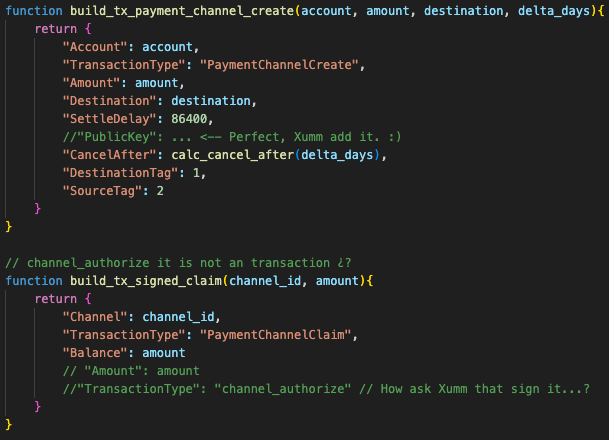 function build_tx_payment_channel_create(account, amount, destination, delta_days){
    return {
        "Account": account,
        "TransactionType": "PaymentChannelCreate",
        "Amount": amount,
        "Destination": destination,
        "SettleDelay": 86400,
        //"PublicKey": ... <-- Perfect, Xumm add it. :)
        "CancelAfter": calc_cancel_after(delta_days),
        "DestinationTag": 1,
        "SourceTag": 2
    }
}

// channel_authorize it is not an transaction ¿?
function build_tx_signed_claim(channel_id, amount){
    return {
        "Channel": channel_id,
        "TransactionType": "PaymentChannelClaim",
        "Balance": amount
        // "Amount": amount
        //"TransactionType": "channel_authorize" // How ask Xumm that sign it...?
    }
}